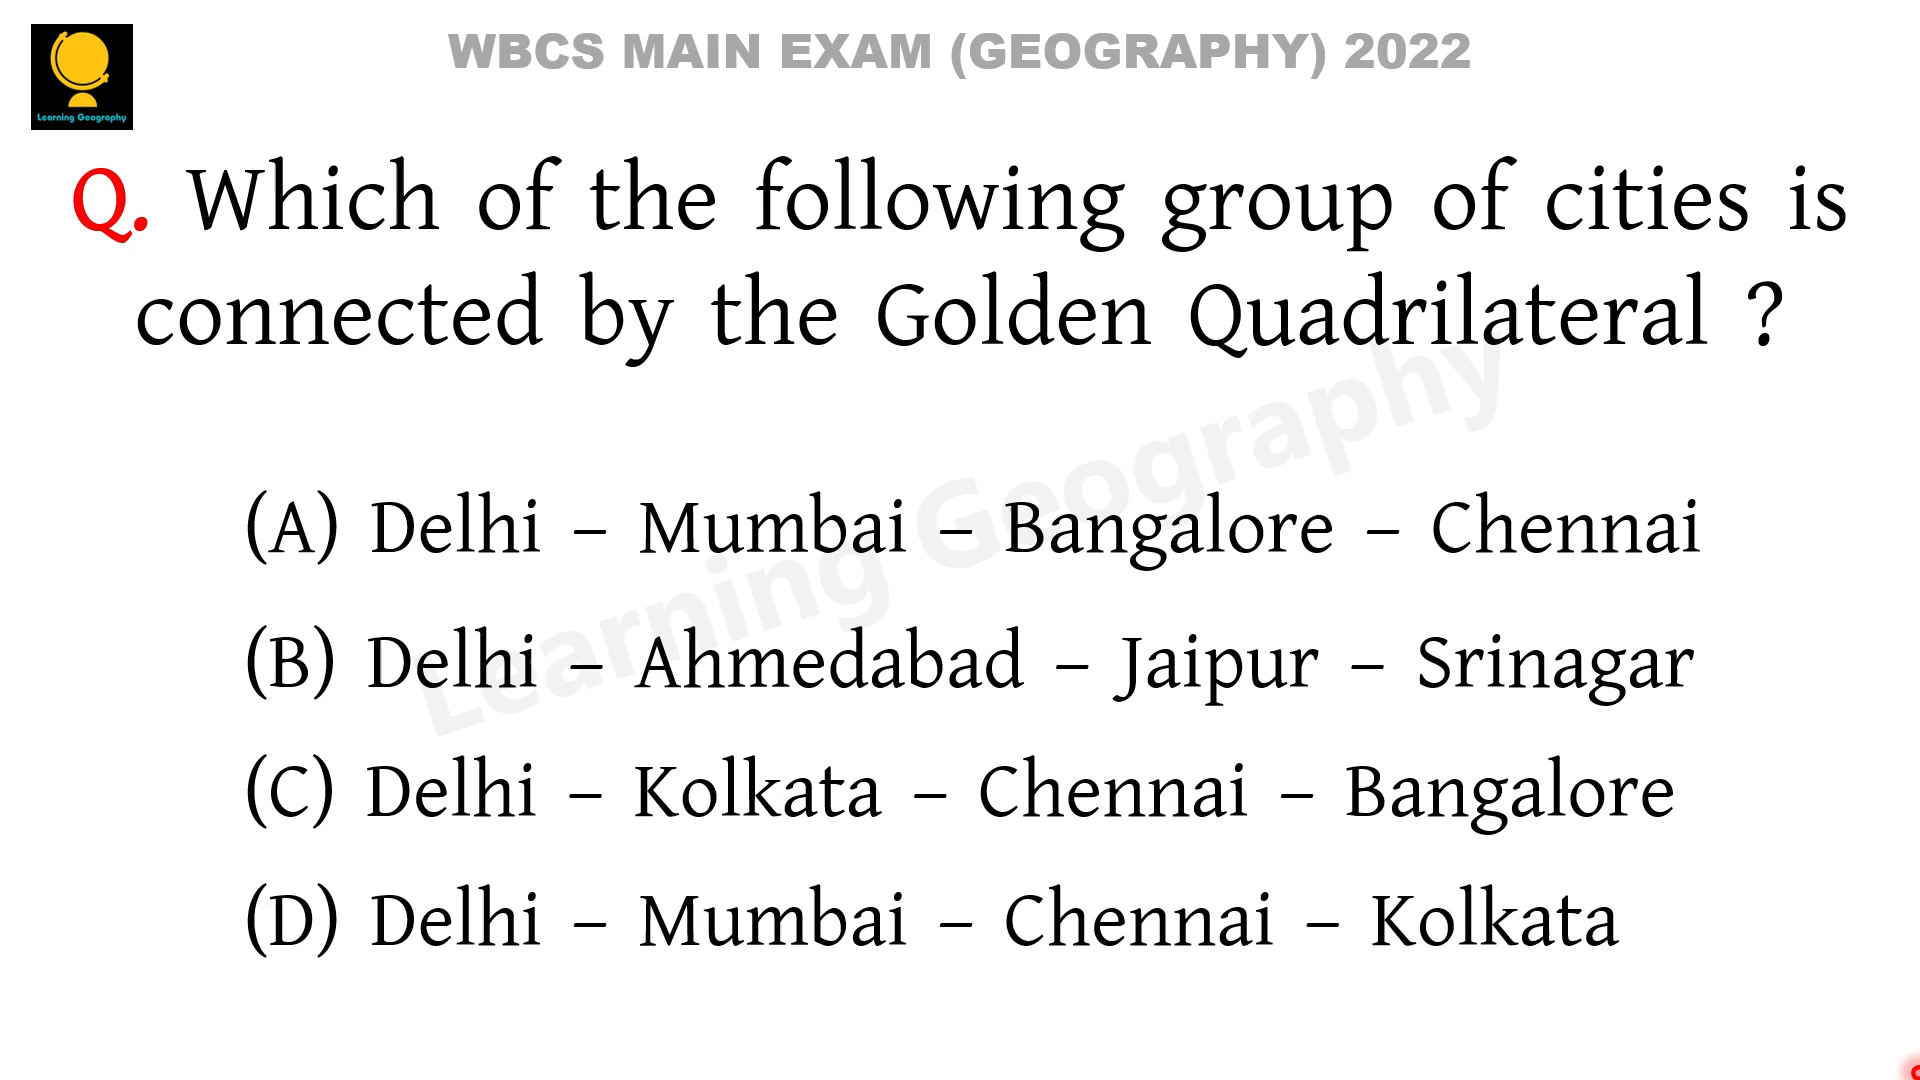 WBCS MAIN EXAM (GEOGRAPHY) 2022
Learning Geography
Q. Which of the following group of cities is
connected by the Golden Quadrilateral ?
Learning Geography
(A) Delhi – Mumbai – Bangalore – Chennai
(B) Delhi – Ahmedabad – Jaipur – Srinagar
(C) Delhi – Kolkata – Chennai – Bangalore
(D) Delhi – Mumbai – Chennai – Kolkata